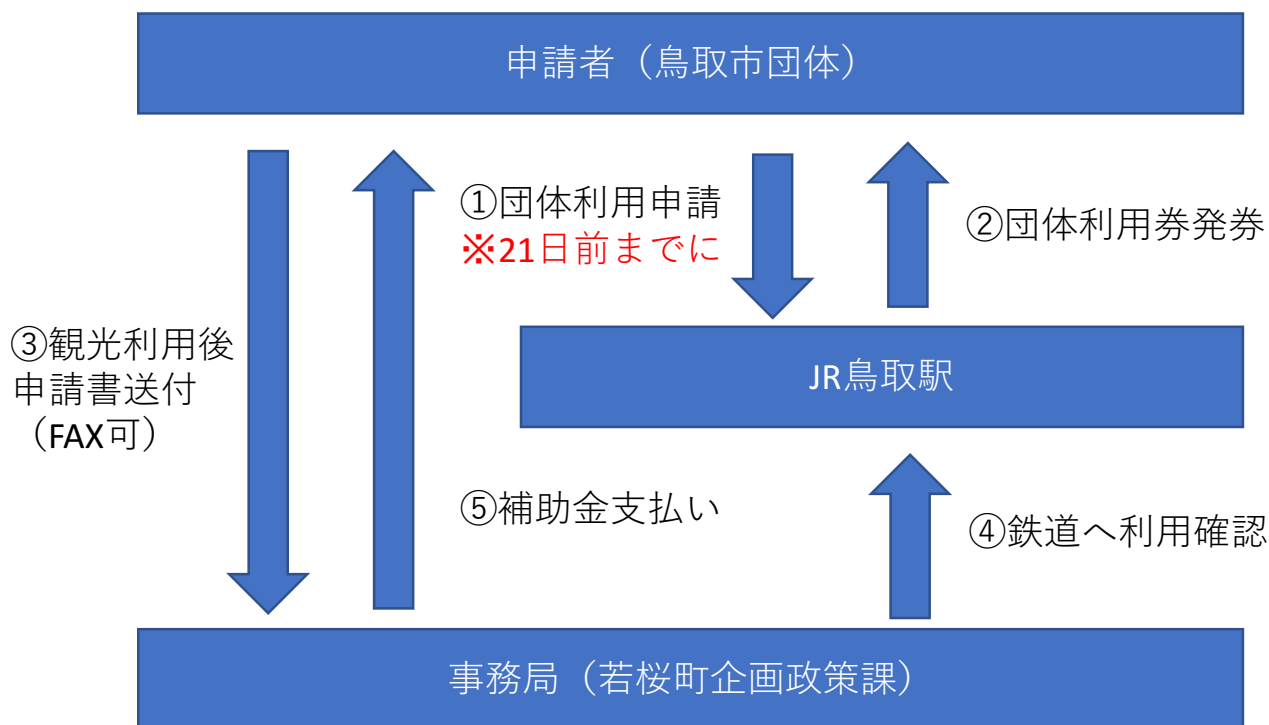 申請者（鳥取市団体）
①団体利用申請
※21日前までに
②団体利用券発券
③観光利用後
申請書送付
（FAX可）
JR鳥取駅
⑤補助金支払い
④鉄道へ利用確認
事務局（若桜町企画政策課）